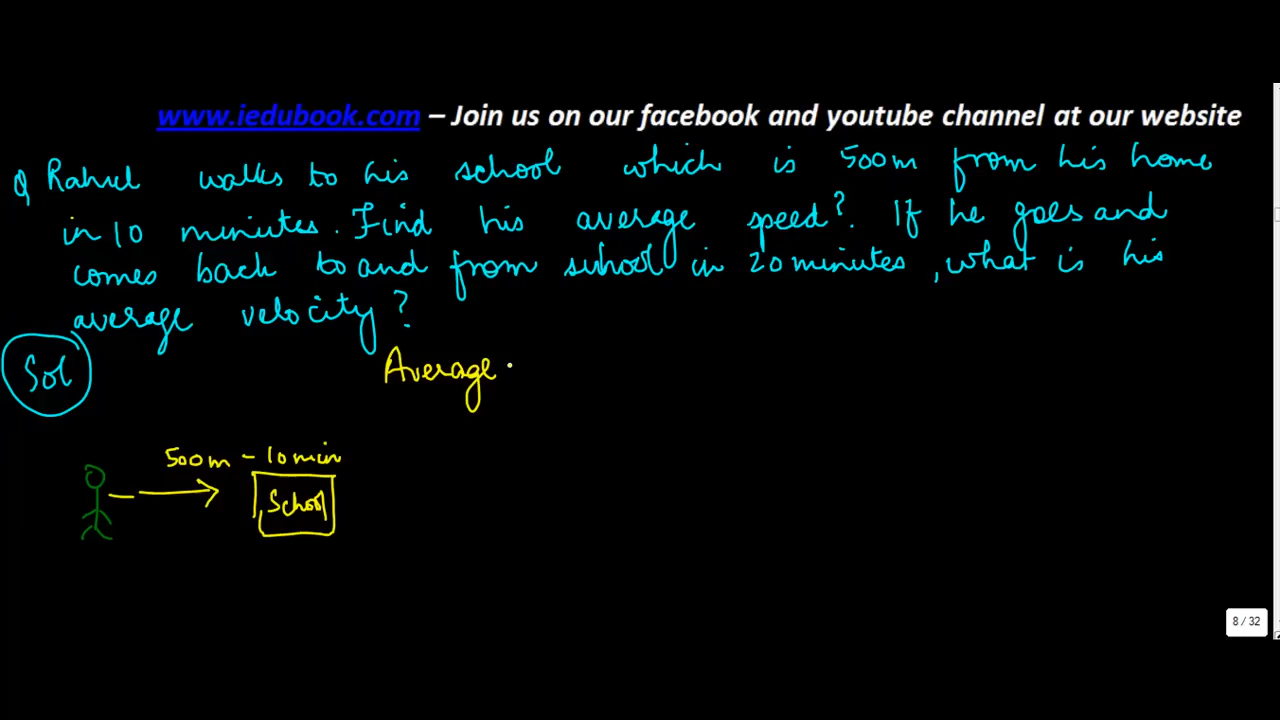 www.iedubook.com – Join us on our facebook and youtube channel at our website
Q Rahul walks to his school which is 500m from his home
in 10 minutes. Find his average speed? If he goes and
comes back to and from school in 20 minutes, what is his
average velocity?
Sol
Average
500m - 10 min
School
8 / 32